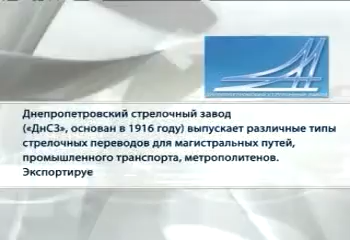 Днепропетровский стрелочный завод
(«ДнСЗ», основан в 1916 году) выпускает различные типы
стрелочных переводов для магистральных путей,
промышленного транспорта, метрополитенов.
Экспортируе